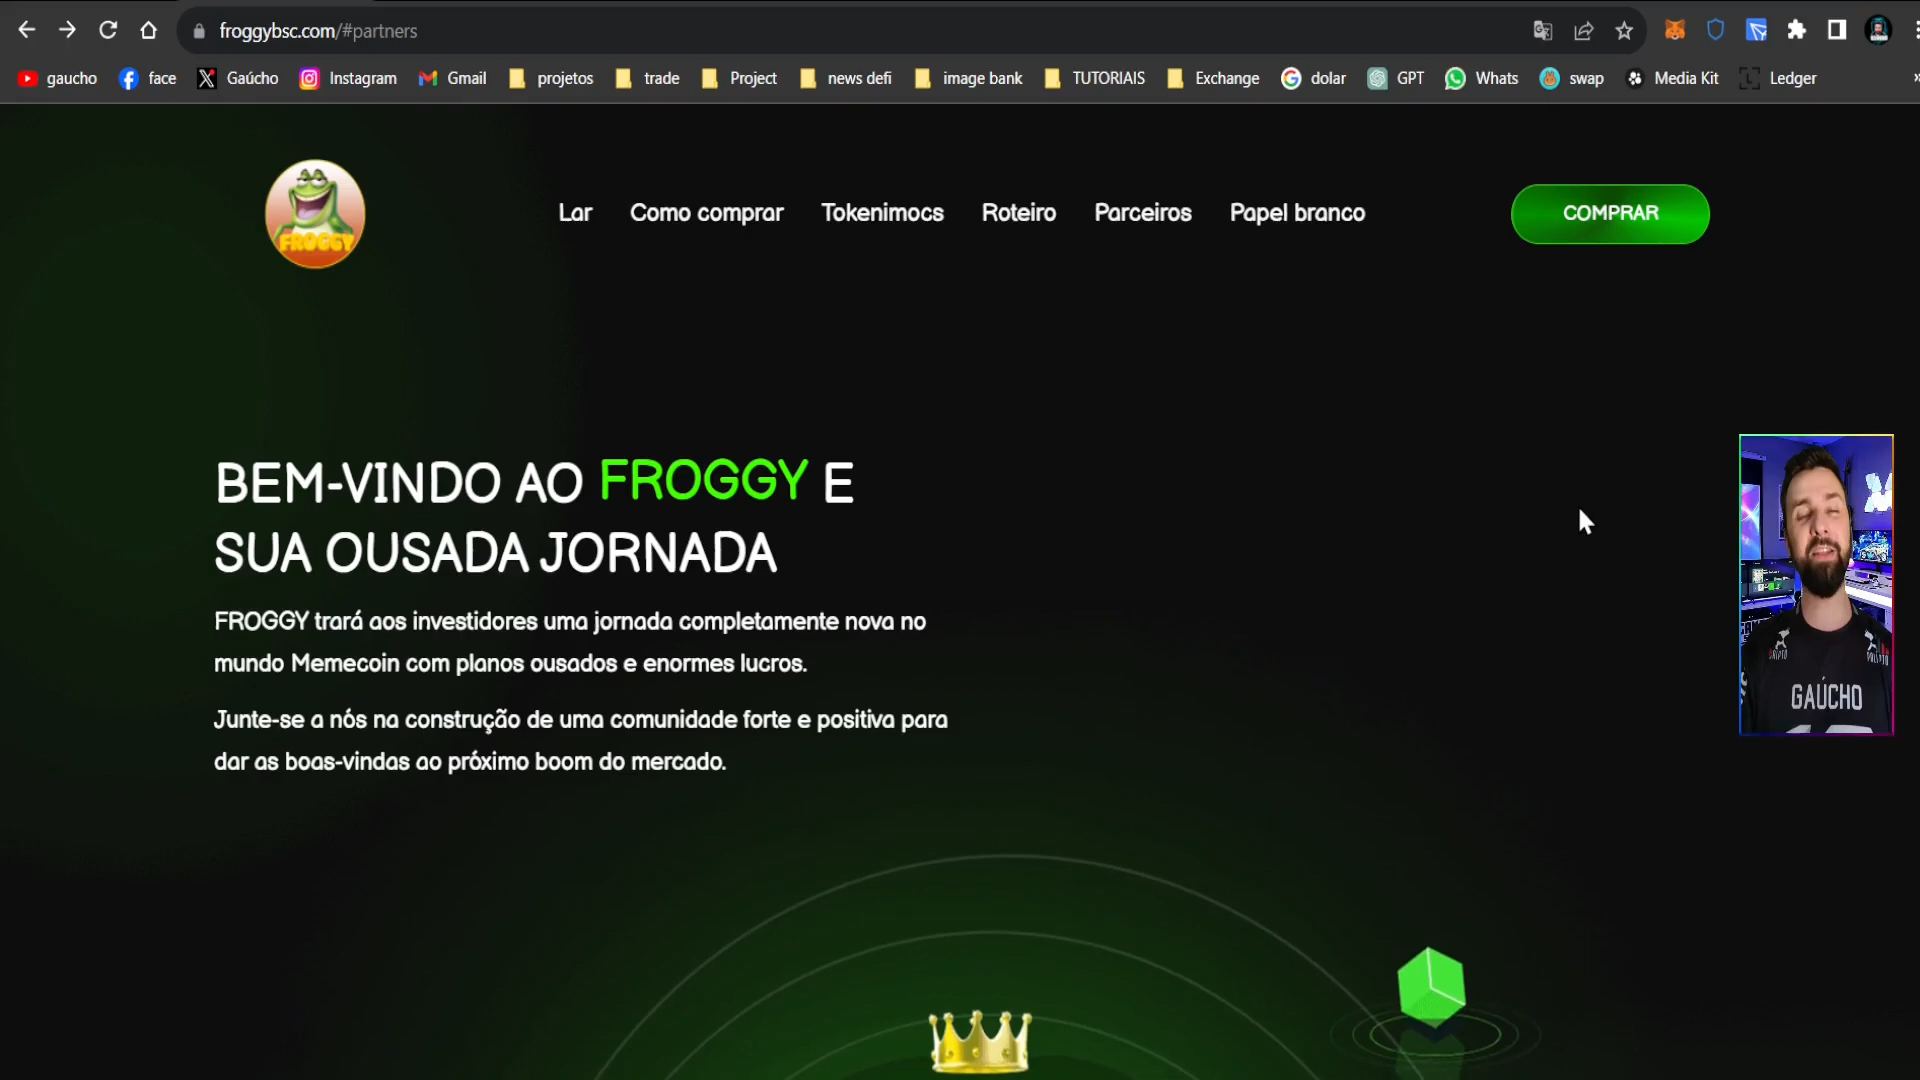 froggybsc.com/#partners
gaucho face Gaúcho Instagram Gmail projetos trade Project news defi image bank TUTORIAIS Exchange dolar GPT Whats swap Media Kit Ledger
FROGGY
Lar Como comprar Tokenimocs Roteiro Parceiros Papel branco
COMPRAR
BEM-VINDO AO FROGGY E
SUA OUSADA JORNADA
FROGGY trará aos investidores uma jornada completamente nova no
mundo Memecoin com planos ousados e enormes lucros.
Junte-se a nós na construção de uma comunidade forte e positiva para
dar as boas-vindas ao próximo boom do mercado.
GAÚCHO